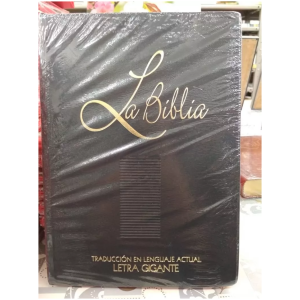 La Biblia
TRADUCCIÓN EN LENGUAJE ACTUAL
LETRA GIGANTE